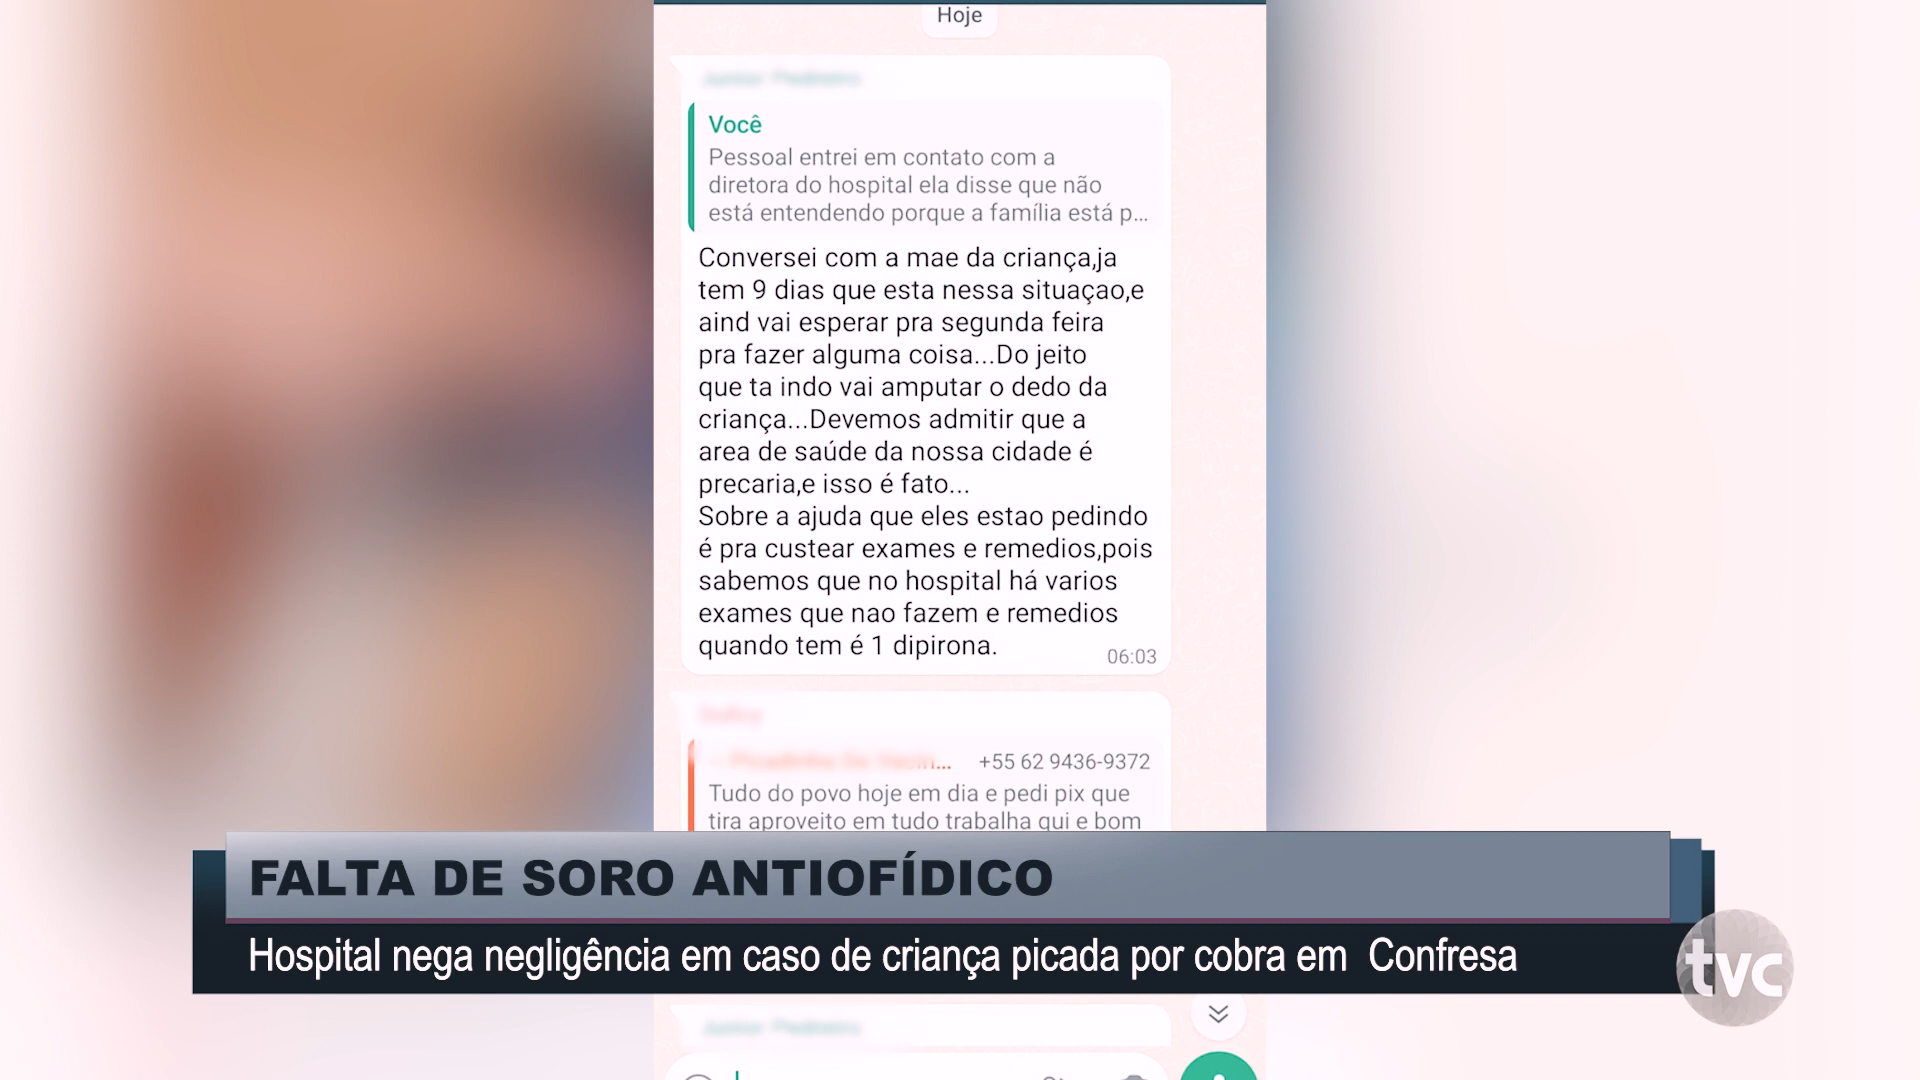 Hoje
Você
Pessoal entrei em contato com a
diretora do hospital ela disse que não
está entendendo porque a família está p...
Conversei com a mae da criança,ja
tem 9 dias que esta nessa situaçao,e
aind vai esperar pra segunda feira
pra fazer alguma coisa...Do jeito
que ta indo vai amputar o dedo da
criança...Devemos admitir que a
area de saúde da nossa cidade é
precaria,e isso é fato...
Sobre a ajuda que eles estao pedindo
é pra custear exames e remedios,pois
sabemos que no hospital há varios
exames que nao fazem e remedios
quando tem é 1 dipirona.
06:03
+55 62 9436-9372
Tudo do povo hoje em dia e pedi pix que
tira aproveito em tudo trabalha qui e bom
FALTA DE SORO ANTIOFÍDICO
Hospital nega negligência em caso de criança picada por cobra em  Confresa
tvc